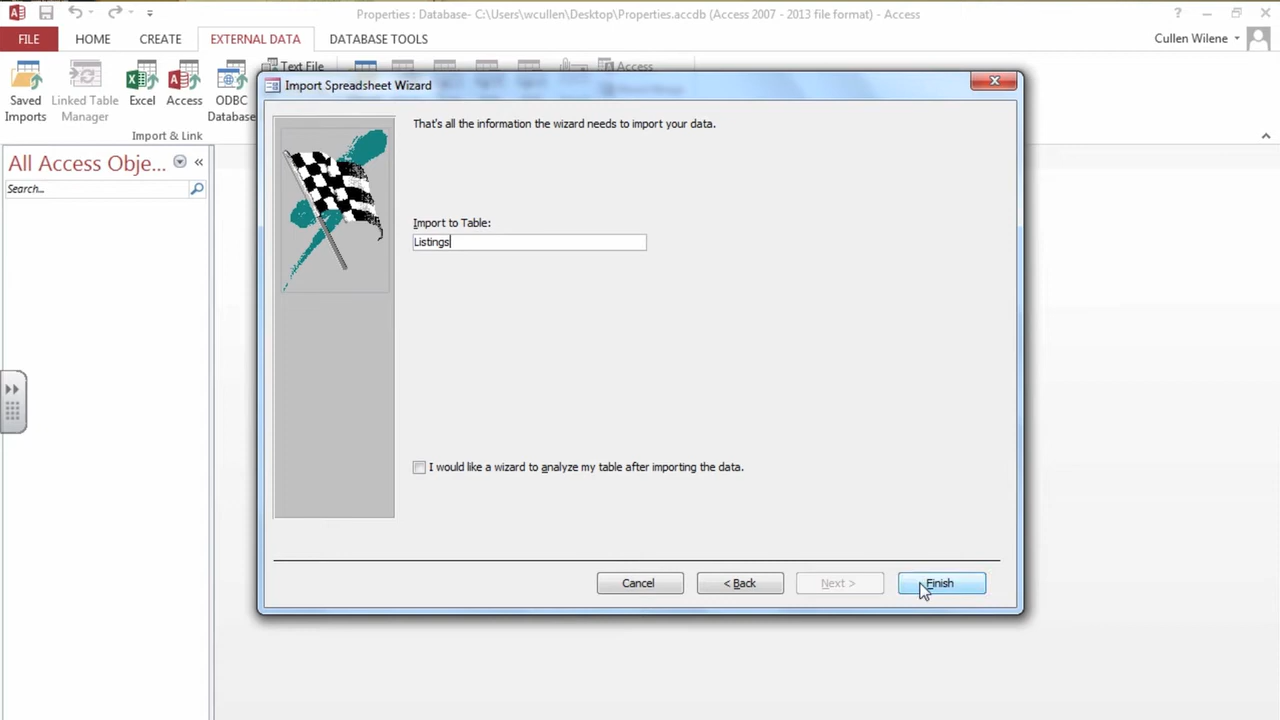 Properties : Database- C:\Users\wcullen\Desktop\Properties.accdb (Access 2007 - 2013 file format) - Access
FILE HOME CREATE EXTERNAL DATA DATABASE TOOLS Cullen Wilene
Text File Access
Saved Imports
Linked Table Manager
Excel
Access
ODBC Database
Import & Link
All Access Obje...
Search...
Import Spreadsheet Wizard
That's all the information the wizard needs to import your data.
Import to Table:
Listings
I would like a wizard to analyze my table after importing the data.
Cancel < Back Next > Finish